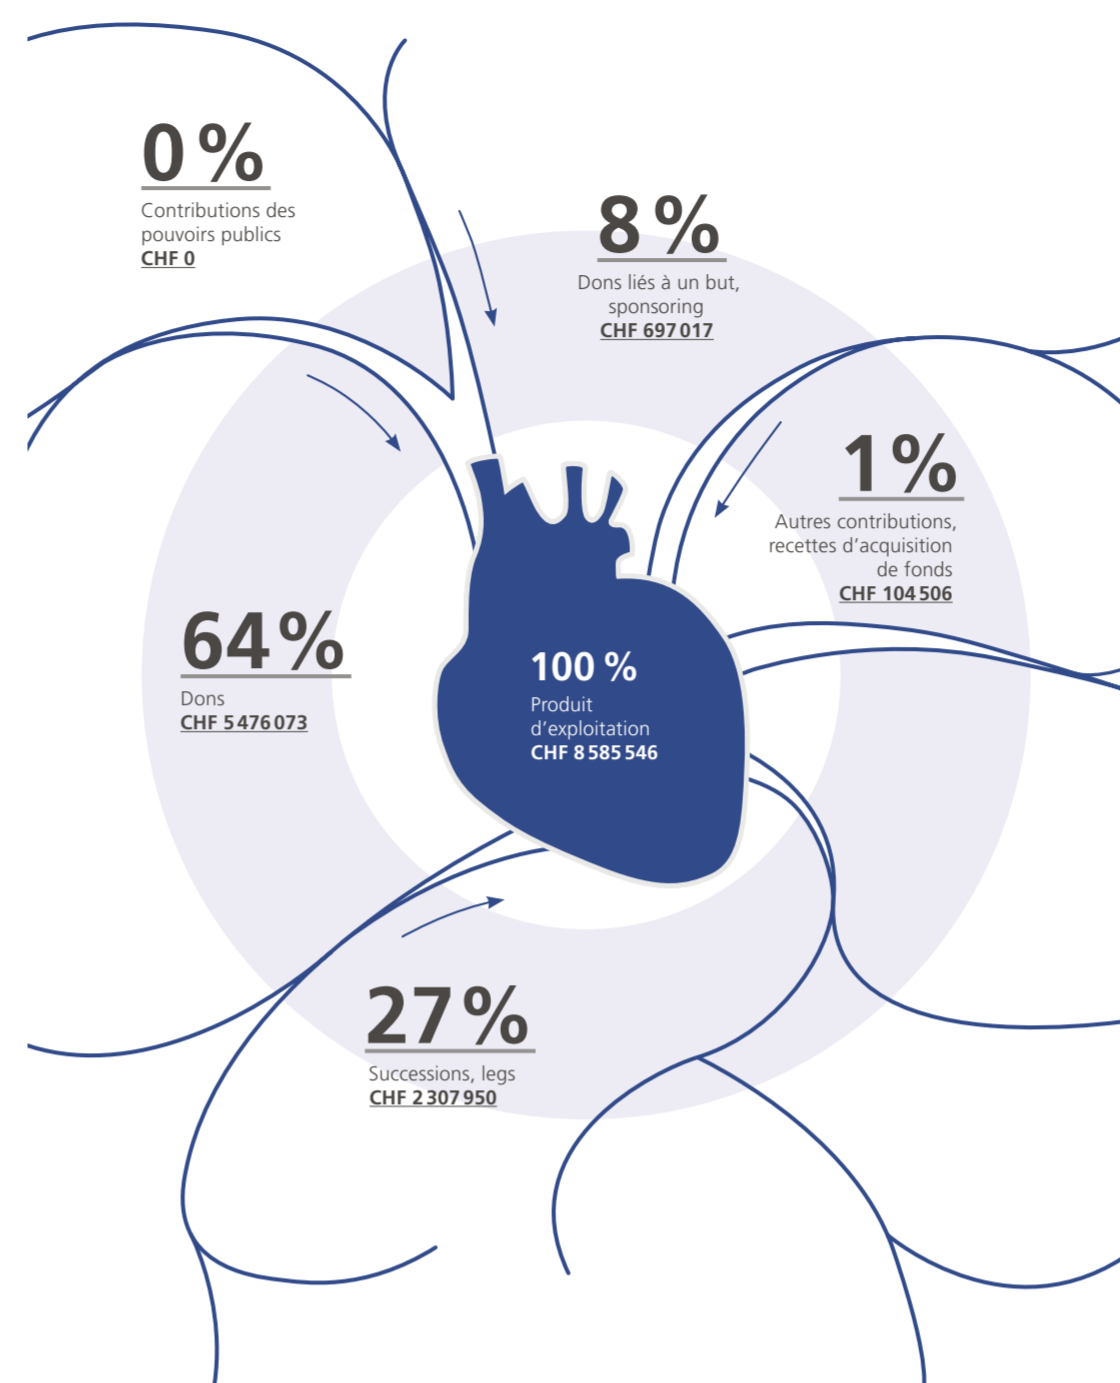 0 %
Contributions des
pouvoirs publics
CHF 0
8 %
Dons liés à un but,
sponsoring
CHF 697 017
1 %
Autres contributions,
recettes d’acquisition
de fonds
CHF 104 506
64 %
Dons
CHF 5 476 073
100 %
Produit
d’exploitation
CHF 8 585 546
27 %
Successions, legs
CHF 2 307 950